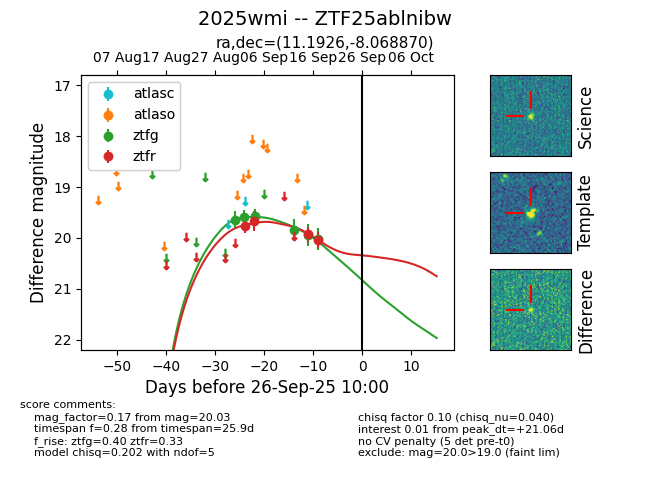 2025wmi -- ZTF25ablnibw
ra,dec=(11.1926,-8.068870)
07 Aug 17 Aug 27 Aug 06 Sep 16 Sep 26 Sep 06 Oct
atlasc
atlaso
ztfg
ztfr
17
18
19
20
21
22
Difference magnitude
−50 −40 −30 −20 −10 0 10
Days before 26-Sep-25 10:00
Science
Template
Difference
score comments:
mag_factor=0.17 from mag=20.03
timespan f=0.28 from timespan=25.9d
f_rise: ztfg=0.40 ztfr=0.33
model chisq=0.202 with ndof=5
chisq factor 0.10 (chisq_nu=0.040)
interest 0.01 from peak_dt=+21.06d
no CV penalty (5 det pre-t0)
exclude: mag=20.0>19.0 (faint lim)